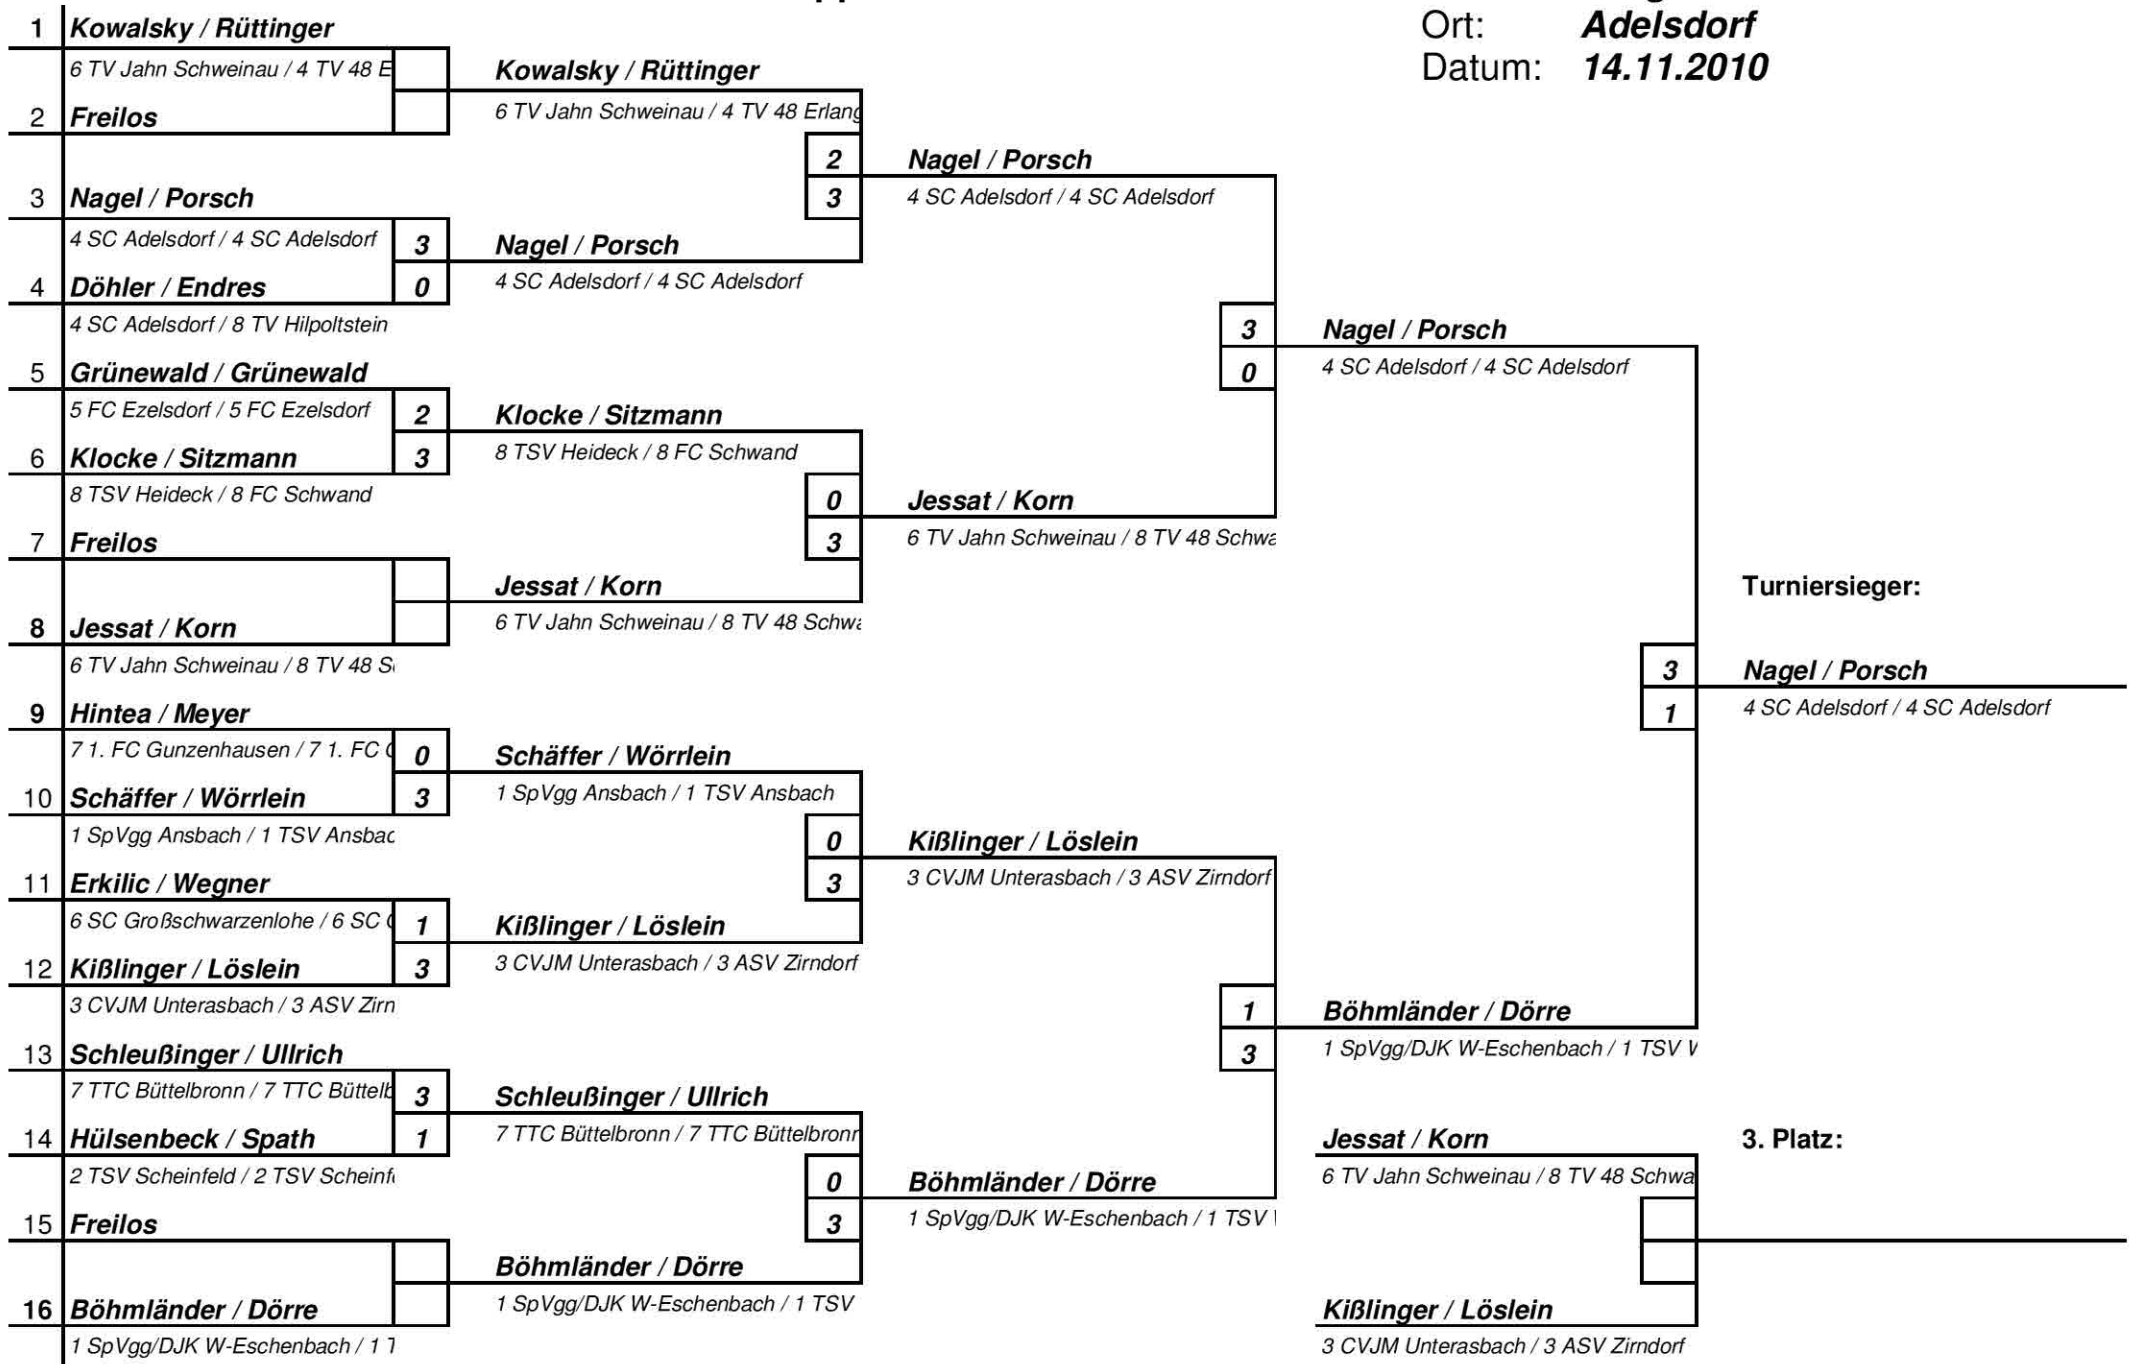 Ort: Adelsdorf
Datum: 14.11.2010
1 Kowalsky / Rüttinger
6 TV Jahn Schweinau / 4 TV 48 E
2 Freilos
3 Nagel / Porsch
4 SC Adelsdorf / 4 SC Adelsdorf 3
4 Döhler / Endres 0
4 SC Adelsdorf / 8 TV Hilpoltstein
5 Grünewald / Grünewald
5 FC Ezelsdorf / 5 FC Ezelsdorf 2
6 Klocke / Sitzmann 3
8 TSV Heideck / 8 FC Schwand
7 Freilos
8 Jessat / Korn
6 TV Jahn Schweinau / 8 TV 48 S
9 Hintea / Meyer
7 1. FC Gunzenhausen / 7 1. FC 0
10 Schäffer / Wörrlein 3
1 SpVgg Ansbach / 1 TSV Ansbac
11 Erkilic / Wegner
6 SC Großschwarzenlohe / 6 SC 1
12 Kißlinger / Löslein 3
3 CVJM Unterasbach / 3 ASV Zirn
13 Schleußinger / Ullrich
7 TTC Büttelbronn / 7 TTC Büttelb 3
14 Hülsenbeck / Spath 1
2 TSV Scheinfeld / 2 TSV Scheinf
15 Freilos
16 Böhmländer / Dörre
1 SpVgg/DJK W-Eschenbach / 1 T
Kowalsky / Rüttinger
6 TV Jahn Schweinau / 4 TV 48 Erlang
2
3
Nagel / Porsch
4 SC Adelsdorf / 4 SC Adelsdorf
Klocke / Sitzmann
8 TSV Heideck / 8 FC Schwand
0
3
Jessat / Korn
6 TV Jahn Schweinau / 8 TV 48 Schwa
Schäffer / Wörrlein
1 SpVgg Ansbach / 1 TSV Ansbach
0
3
Kißlinger / Löslein
3 CVJM Unterasbach / 3 ASV Zirndorf
Schleußinger / Ullrich
7 TTC Büttelbronn / 7 TTC Büttelbronn
0
3
Böhmländer / Dörre
1 SpVgg/DJK W-Eschenbach / 1 TSV
Nagel / Porsch
4 SC Adelsdorf / 4 SC Adelsdorf
3
0
Jessat / Korn
6 TV Jahn Schweinau / 8 TV 48 Schwa
Kißlinger / Löslein
3 CVJM Unterasbach / 3 ASV Zirndorf
1
3
Böhmländer / Dörre
1 SpVgg/DJK W-Eschenbach / 1 TSV
Nagel / Porsch
4 SC Adelsdorf / 4 SC Adelsdorf
3
1
Böhmländer / Dörre
1 SpVgg/DJK W-Eschenbach / 1 TSV
Turniersieger:
Nagel / Porsch
4 SC Adelsdorf / 4 SC Adelsdorf
Jessat / Korn
6 TV Jahn Schweinau / 8 TV 48 Schwa
3. Platz:
Kißlinger / Löslein
3 CVJM Unterasbach / 3 ASV Zirndorf